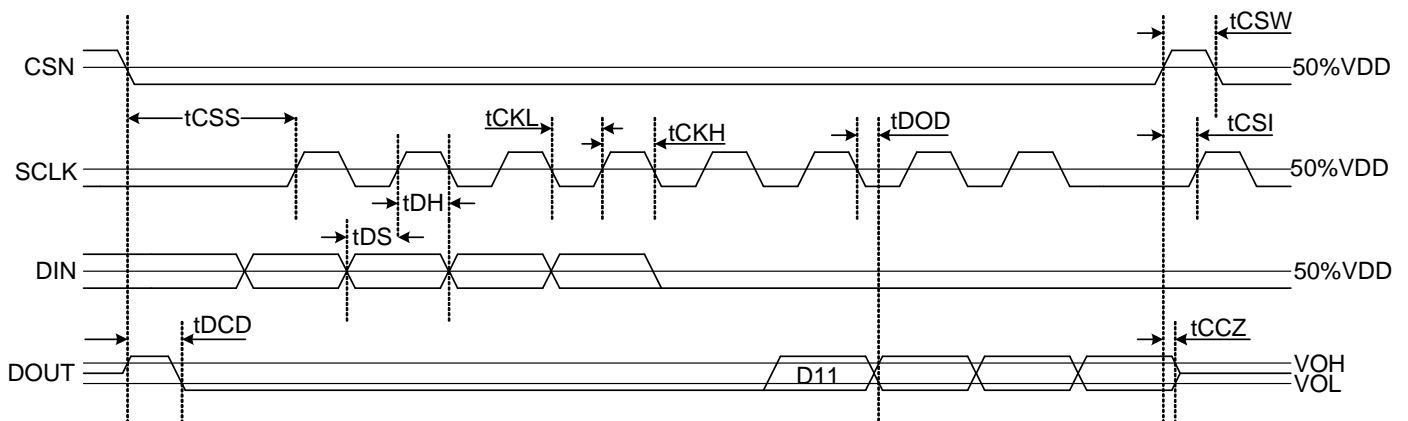 tCSW
CSN
50%VDD
tCSS
tCKL
tCKH
tDOD
tCSI
SCLK
50%VDD
tDH
tDS
DIN
50%VDD
tDCD
tCCZ
DOUT
D11
VOH
VOL